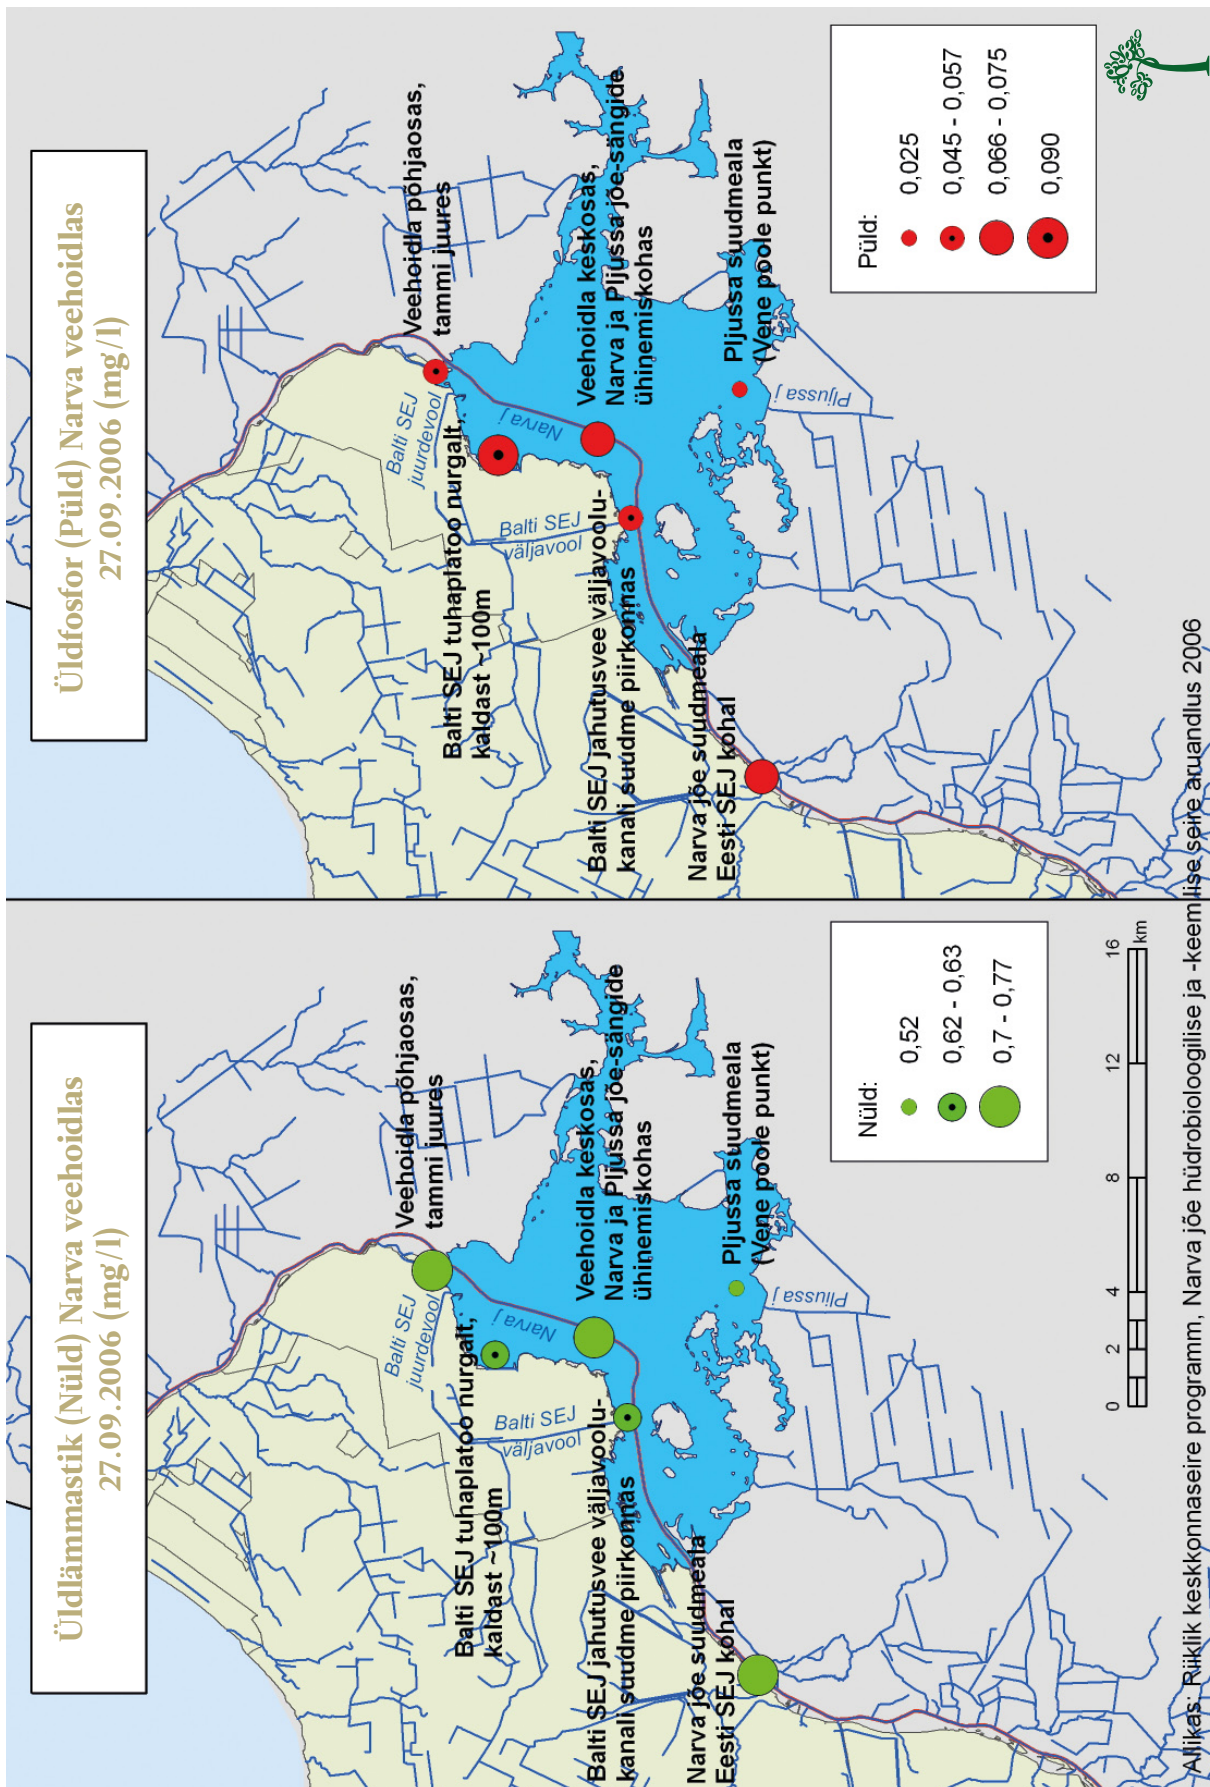 Üldlämmastik (Nüld) Narva veehoidlas
27.09.2006 (mg/l)
Veehoidla põhjaosas,
tammi juures
Balti SEJ
juurdevool
Balti SEJ tuhaplatoo nurgalt,
kaldast ~100m
Narva j
Veehoidla keskosas,
Narva ja Pljussa jõe-sängide
ühinemiskohas
Balti SEJ
väljavool
Balti SEJ jahutusvee väljavoolu-
kanali suudme piirkonnas
Narva jõe suudmeala
Eesti SEJ kohal
Pljussa suudmeala
(Vene poole punkt)
Pljussa j
Nüld:
0,52
0,62 - 0,63
0,7 - 0,77
0 2 4 8 12 16
km
Üldfosfor (Püld) Narva veehoidlas
27.09.2006 (mg/l)
Veehoidla põhjaosas,
tammi juures
Balti SEJ
juurdevool
Balti SEJ tuhaplatoo nurgalt,
kaldast ~100m
Narva j
Veehoidla keskosas,
Narva ja Pljussa jõe-sängide
ühinemiskohas
Balti SEJ
väljavool
Balti SEJ jahutusvee väljavoolu-
kanali suudme piirkonnas
Narva jõe suudmeala
Eesti SEJ kohal
Pljussa suudmeala
(Vene poole punkt)
Pljussa j
Püld:
0,025
0,045 - 0,057
0,066 - 0,075
0,090
Allikas: Riiklik keskkonnaseire programm, Narva jõe hüdrobioloogilise ja -keemilise seire aruandlus 2006